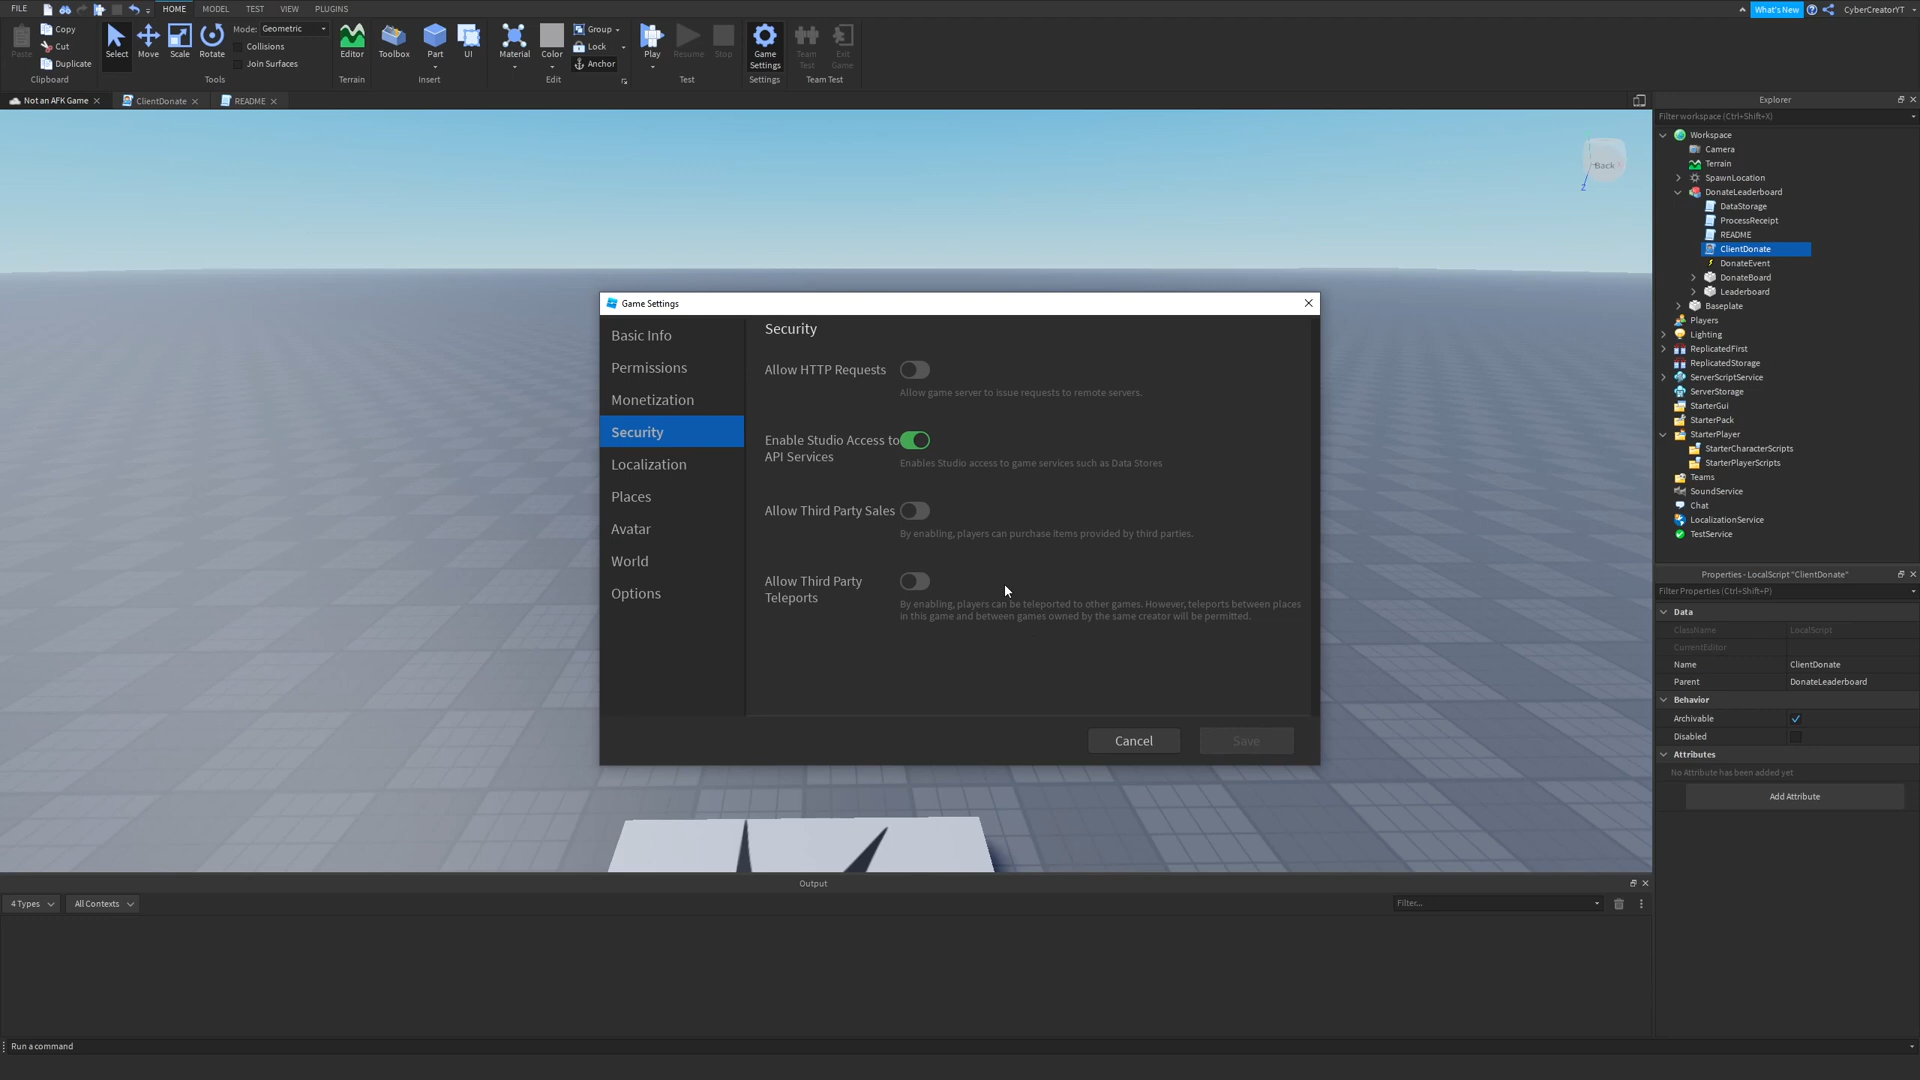 FILE HOME MODEL TEST VIEW PLUGINS What's New CyberCreatorYT
Paste Copy Cut Duplicate Clipboard
Select Move Scale Rotate Mode: Geometric Collisions Join Surfaces Tools
Editor Terrain
Toolbox Part UI Insert
Material Color Group Lock Anchor Edit
Play Resume Stop Test
Game Settings Settings
Team Test Exit Game Team Test
Not an AFK Game ClientDonate README
Back
Z
Game Settings
Basic Info
Permissions
Monetization
Security
Localization
Places
Avatar
World
Options
Security
Allow HTTP Requests
Allow game server to issue requests to remote servers.
Enable Studio Access to
API Services
Enables Studio access to game services such as Data Stores
Allow Third Party Sales
By enabling, players can purchase items provided by third parties.
Allow Third Party
Teleports
By enabling, players can be teleported to other games. However, teleports between places
in this game and between games owned by the same creator will be permitted.
Cancel Save
Explorer
Filter workspace (Ctrl+Shift+X)
Workspace
Camera
Terrain
SpawnLocation
DonateLeaderboard
DataStorage
ProcessReceipt
README
ClientDonate
DonateEvent
DonateBoard
Leaderboard
Baseplate
Players
Lighting
ReplicatedFirst
ReplicatedStorage
ServerScriptService
ServerStorage
StarterGui
StarterPack
StarterPlayer
StarterCharacterScripts
StarterPlayerScripts
Teams
SoundService
Chat
LocalizationService
TestService
Properties - LocalScript "ClientDonate"
Filter Properties (Ctrl+Shift+P)
Data
ClassName LocalScript
CurrentEditor
Name ClientDonate
Parent DonateLeaderboard
Behavior
Archivable
Disabled
Attributes
No Attribute has been added yet
Add Attribute
Output
4 Types All Contexts Filter...
Run a command